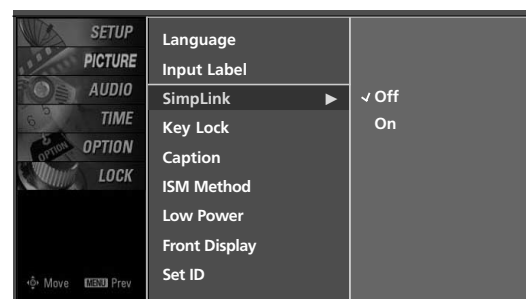 SETUP
PICTURE
AUDIO
TIME
OPTION
LOCK
Move MENU Prev
Language
Input Label
SimpLink ►
Key Lock
Caption
ISM Method
Low Power
Front Display
Set ID
✓ Off
On